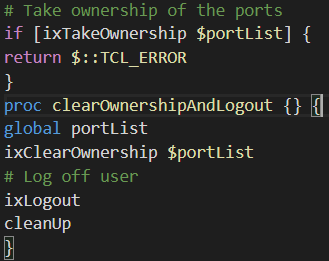 # Take ownership of the ports
if [ixTakeOwnership $portList] {
return $::TCL_ERROR
}
proc clearOwnershipAndLogout {} {
global portList
ixClearOwnership $portList
# Log off user
ixLogout
cleanUp
}